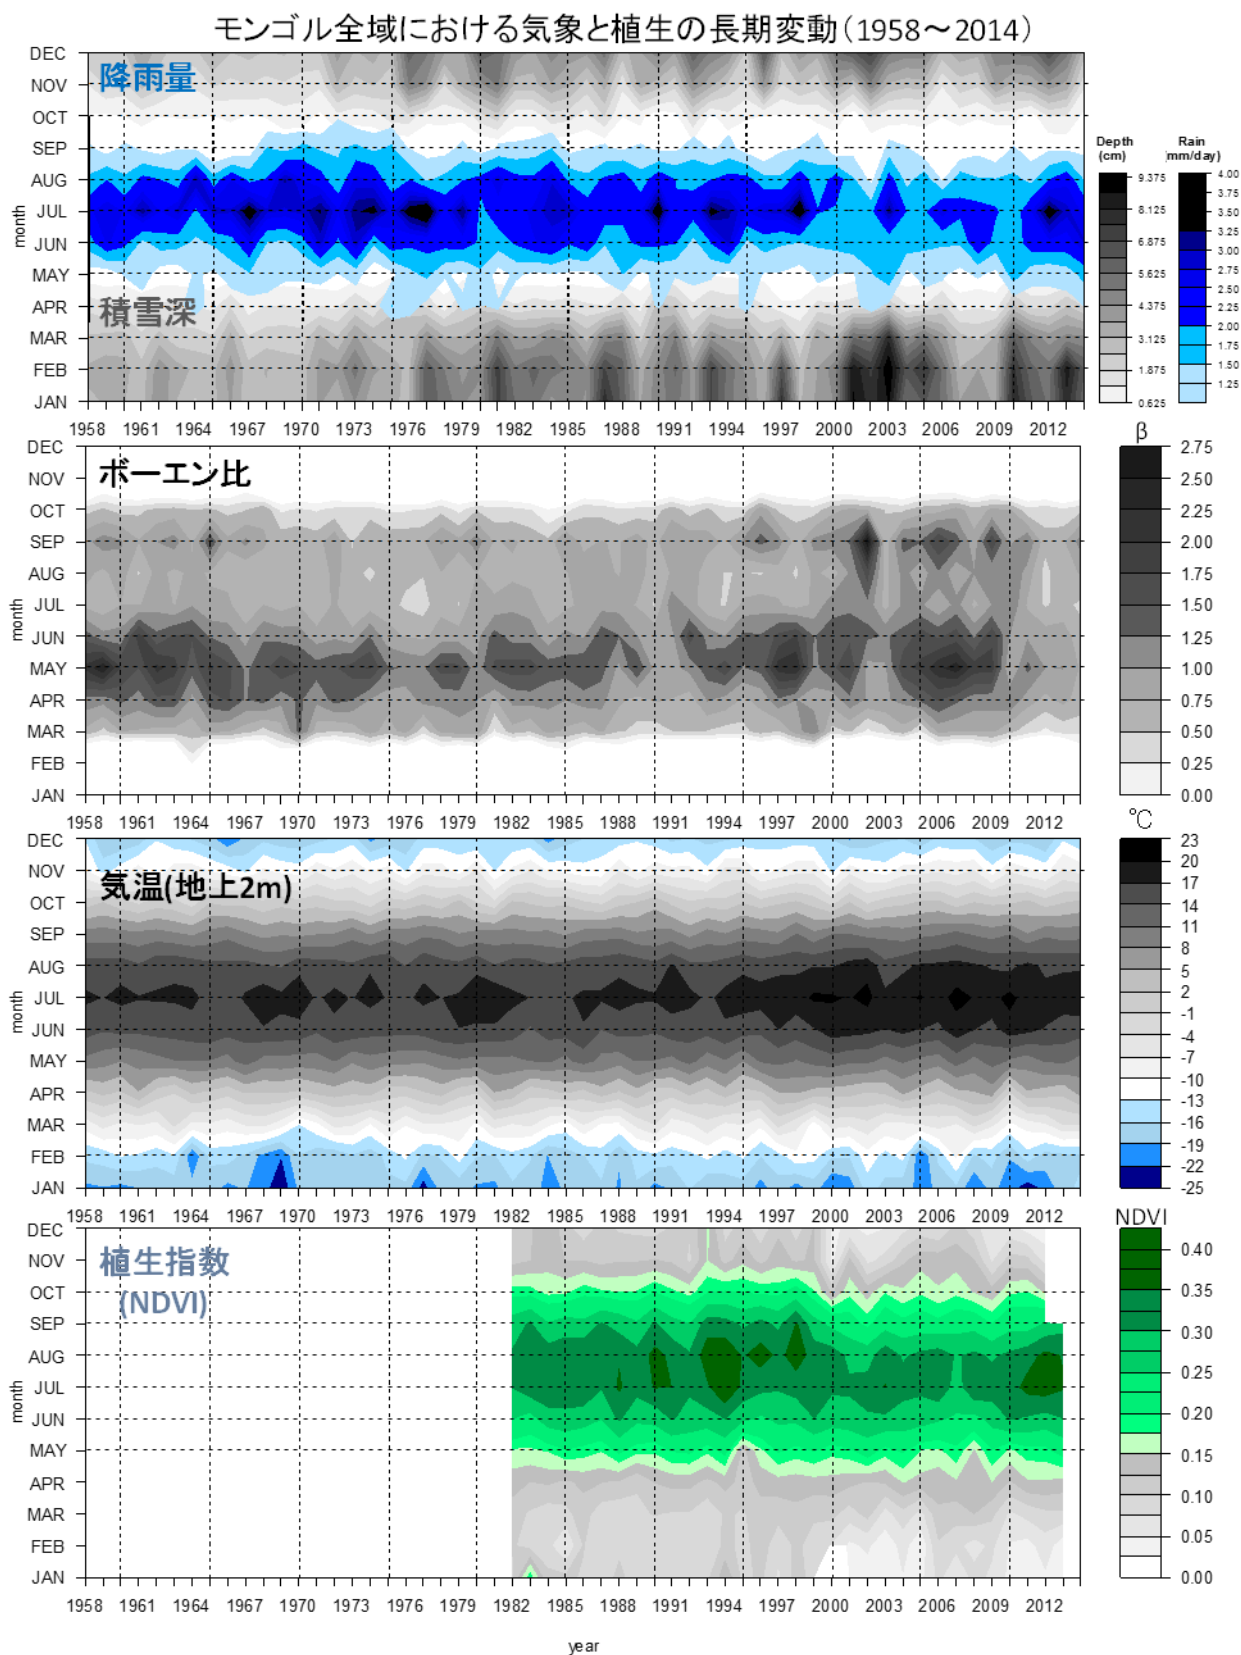 モンゴル全域における気象と植生の長期変動(1958～2014)
DEC
NOV
OCT
SEP
AUG
JUL
JUN
MAY
APR
MAR
FEB
JAN
month
降雨量
積雪深
1958 1961 1964 1967 1970 1973 1976 1979 1982 1985 1988 1991 1994 1997 2000 2003 2006 2009 2012
Depth
(cm)
9.375
8.125
6.875
5.625
4.375
3.125
1.875
0.625
Rain
(mm/day)
4.00
3.75
3.50
3.25
3.00
2.75
2.50
2.25
2.00
1.75
1.50
1.25
DEC
NOV
OCT
SEP
AUG
JUL
JUN
MAY
APR
MAR
FEB
JAN
month
ボーエン比
1958 1961 1964 1967 1970 1973 1976 1979 1982 1985 1988 1991 1994 1997 2000 2003 2006 2009 2012
β
2.75
2.50
2.25
2.00
1.75
1.50
1.25
1.00
0.75
0.50
0.25
0.00
DEC
NOV
OCT
SEP
AUG
JUL
JUN
MAY
APR
MAR
FEB
JAN
month
気温(地上2m)
1958 1961 1964 1967 1970 1973 1976 1979 1982 1985 1988 1991 1994 1997 2000 2003 2006 2009 2012
℃
23
20
17
14
11
8
5
2
-1
-4
-7
-10
-13
-16
-19
-22
-25
DEC
NOV
OCT
SEP
AUG
JUL
JUN
MAY
APR
MAR
FEB
JAN
month
植生指数
(NDVI)
1958 1961 1964 1967 1970 1973 1976 1979 1982 1985 1988 1991 1994 1997 2000 2003 2006 2009 2012
year
NDVI
0.40
0.35
0.30
0.25
0.20
0.15
0.10
0.05
0.00